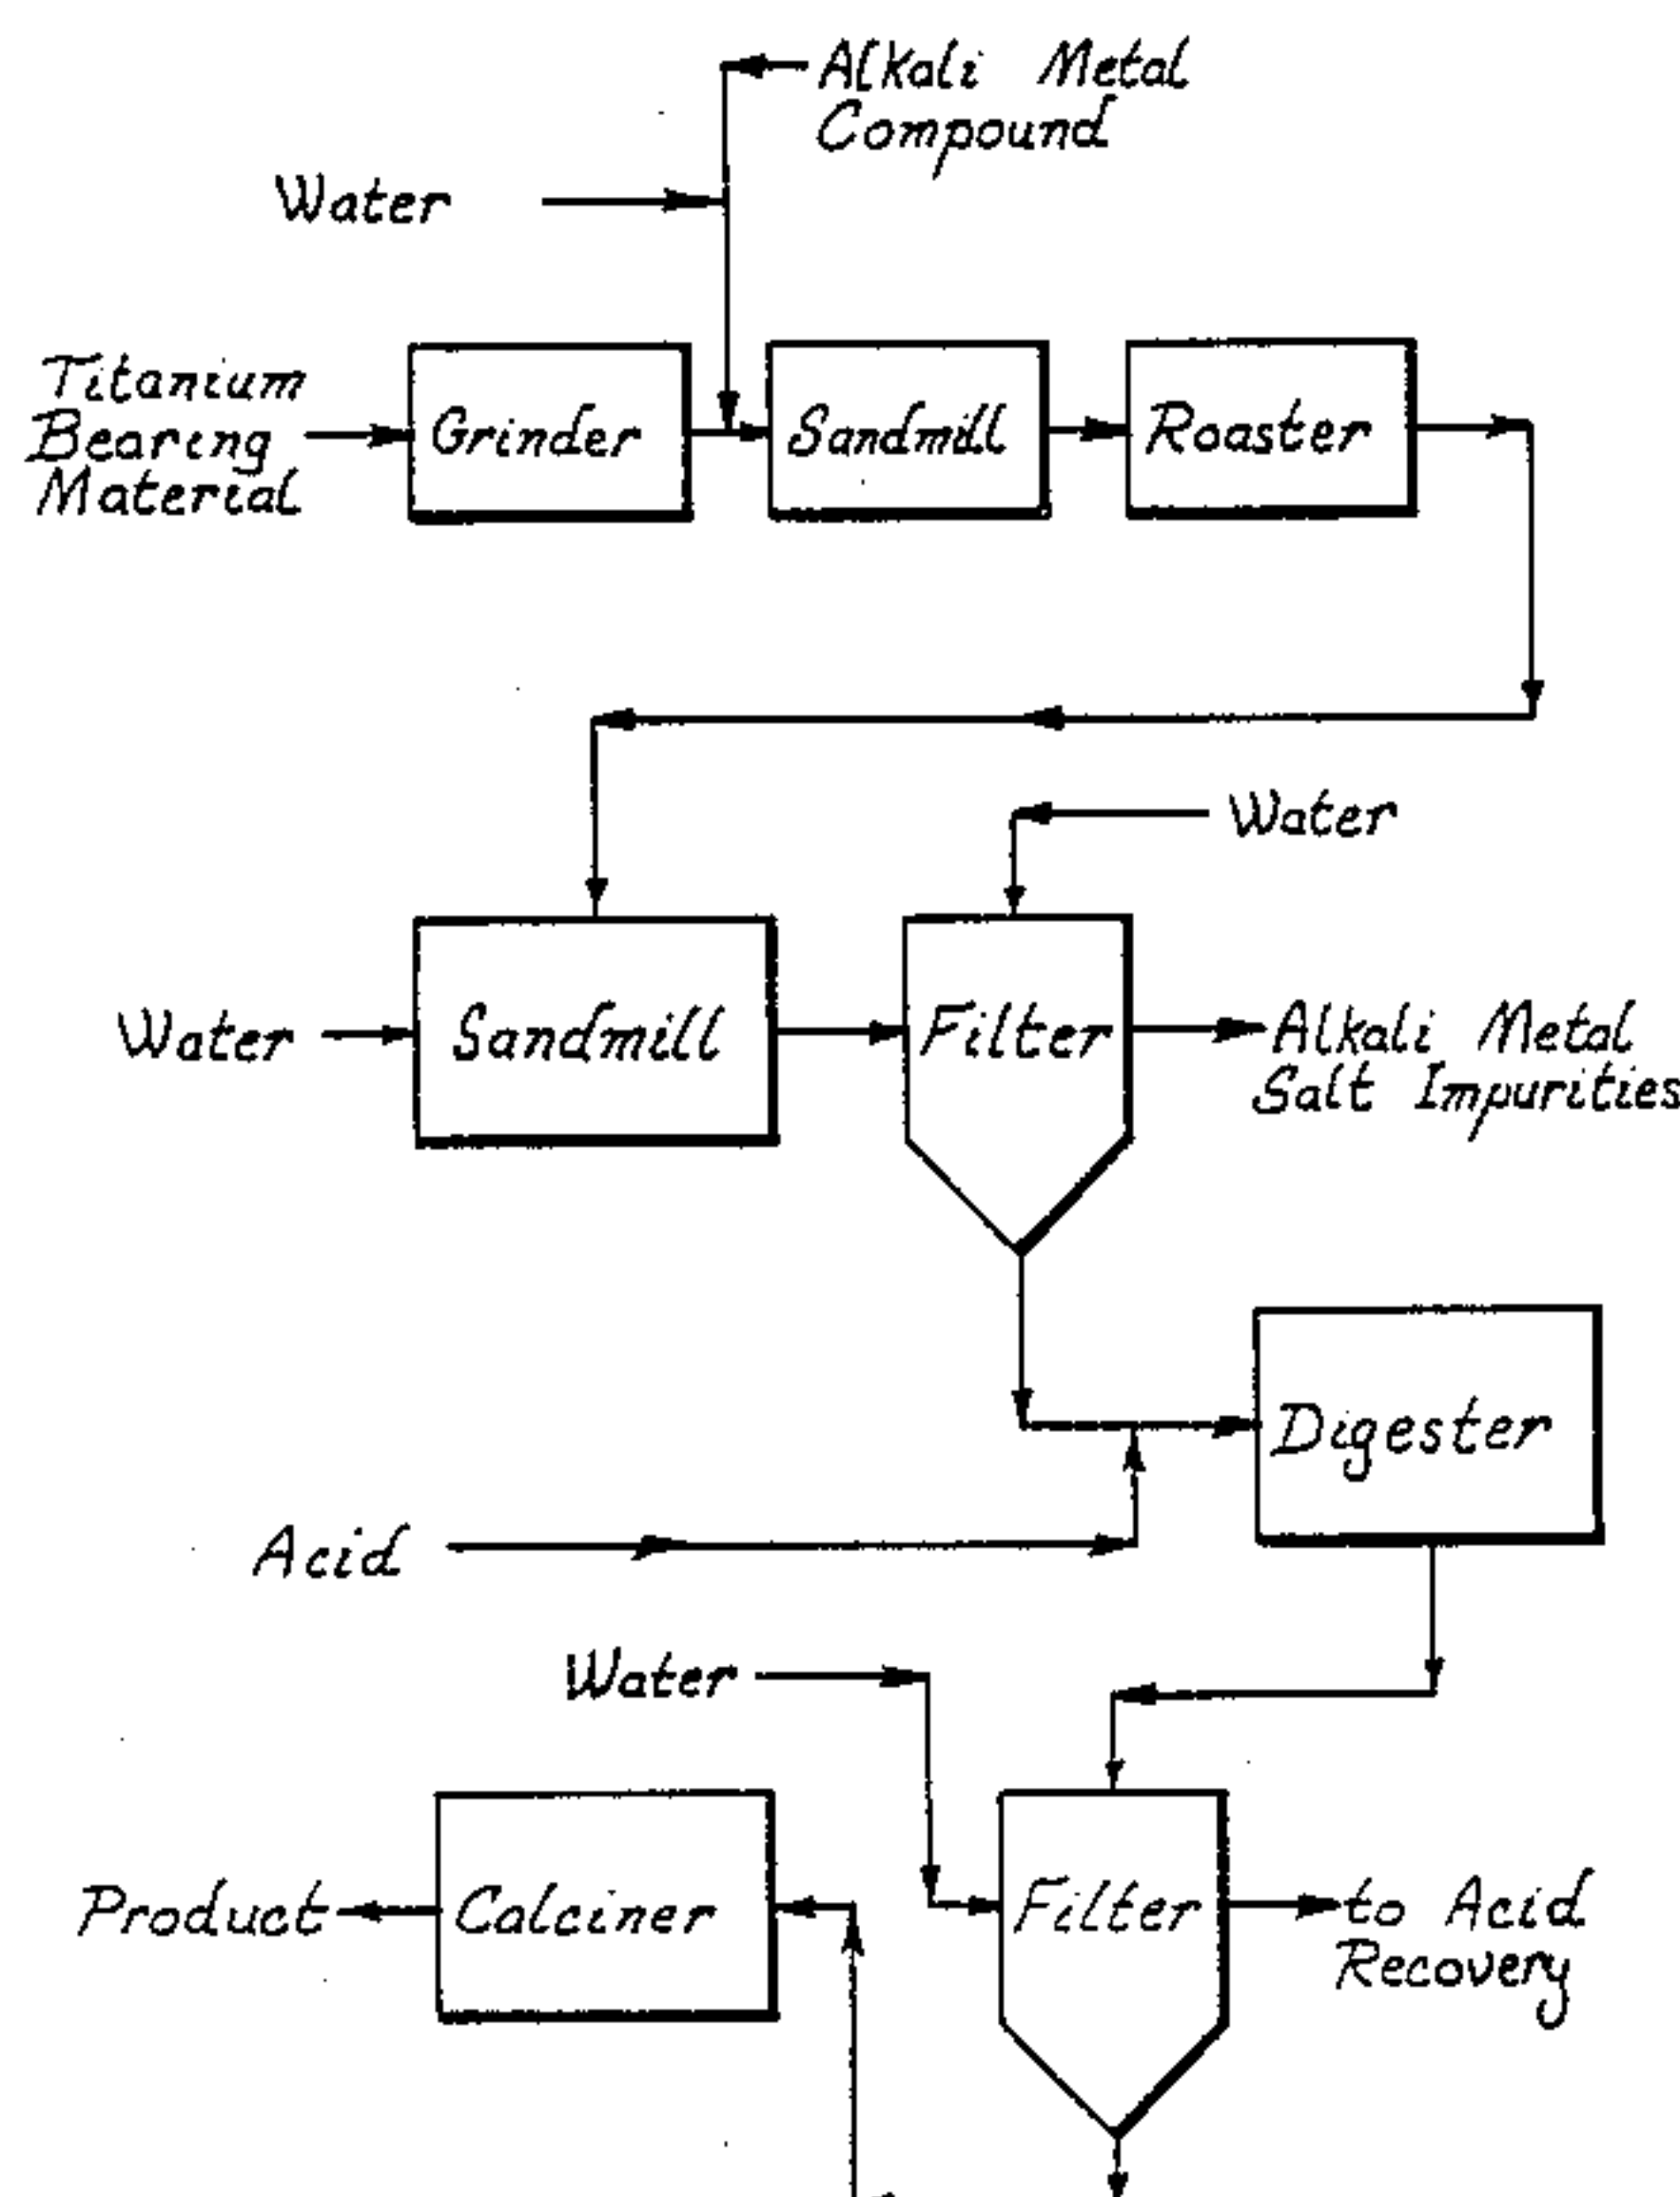 Alkali Metal
Compound
Water
Titanium
Bearing
Material
Grinder
Sandmill
Roaster
Water
Water
Sandmill
Filter
Alkali Metal
Salt Impurities
Digester
Acid
Water
Product
Calciner
Filter
to Acid
Recovery